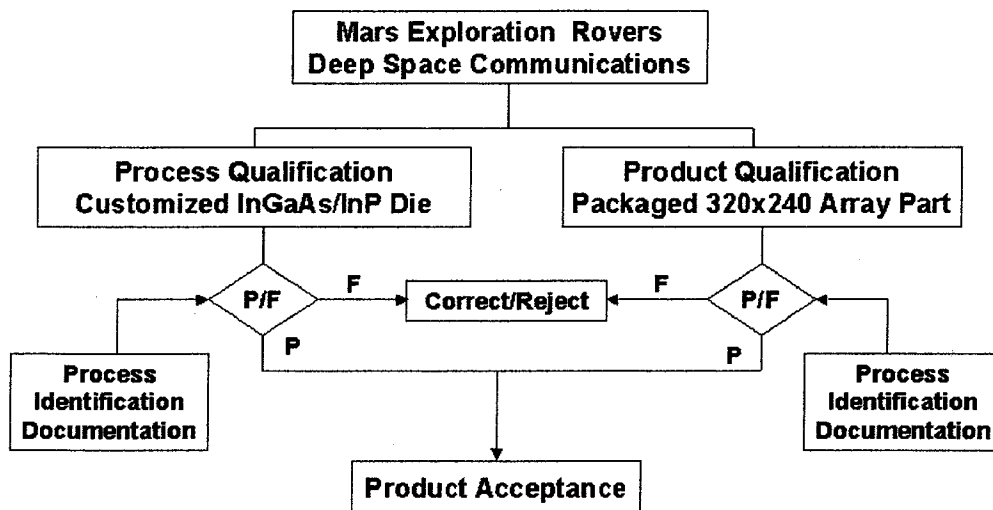 Mars Exploration Rovers
Deep Space Communications
Process Qualification
Customized InGaAs/InP Die
Product Qualification
Packaged 320x240 Array Part
P/F
F
Correct/Reject
F
P/F
P
P
Process
Identification
Documentation
Process
Identification
Documentation
Product Acceptance